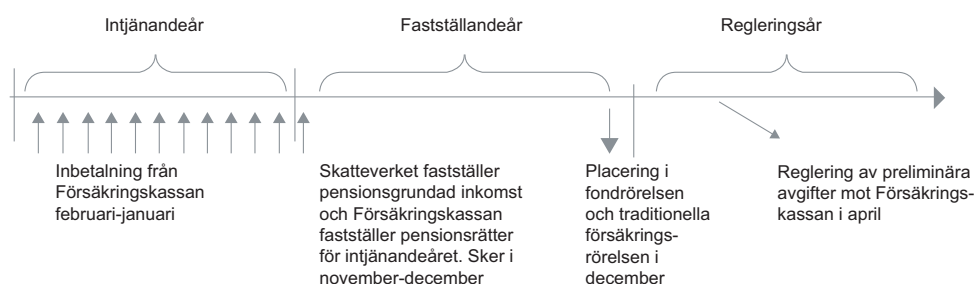 Intjänandeår
Fastställandeår
Regleringsår
Inbetalning från
Försäkringskassan
februari-januari
Skatteverket fastställer
pensionsgrundad inkomst
och Försäkringskassan
fastställer pensionsrätter
för intjänandeåret. Sker i
november-december
Placering i
fondrörelsen
och traditionella
försäkrings-
rörelsen i
december
Reglering av preliminära
avgifter mot Försäkrings-
kassan i april